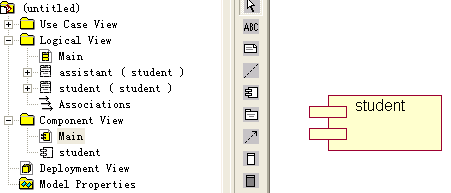 (untitled)
Use Case View
Logical View
Main
assistant ( student )
student ( student )
Associations
Component View
Main
student
Deployment View
Model Properties
ABC
student